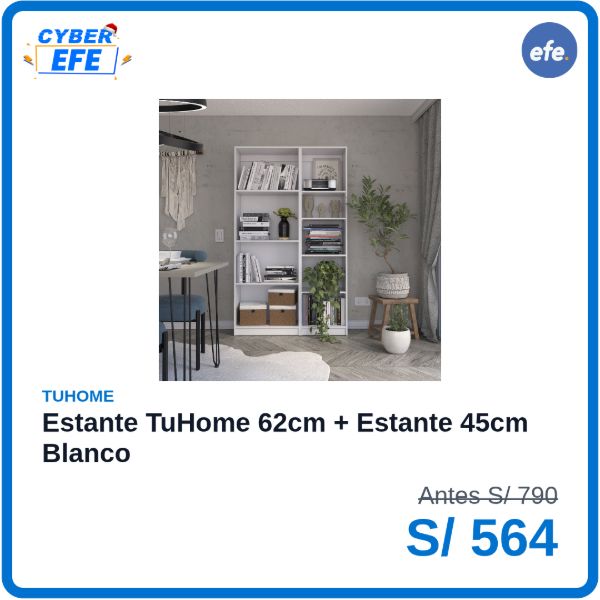 CYBER
EFE
efe.
TUHOME
Estante TuHome 62cm + Estante 45cm
Blanco
Antes S/ 790
S/ 564